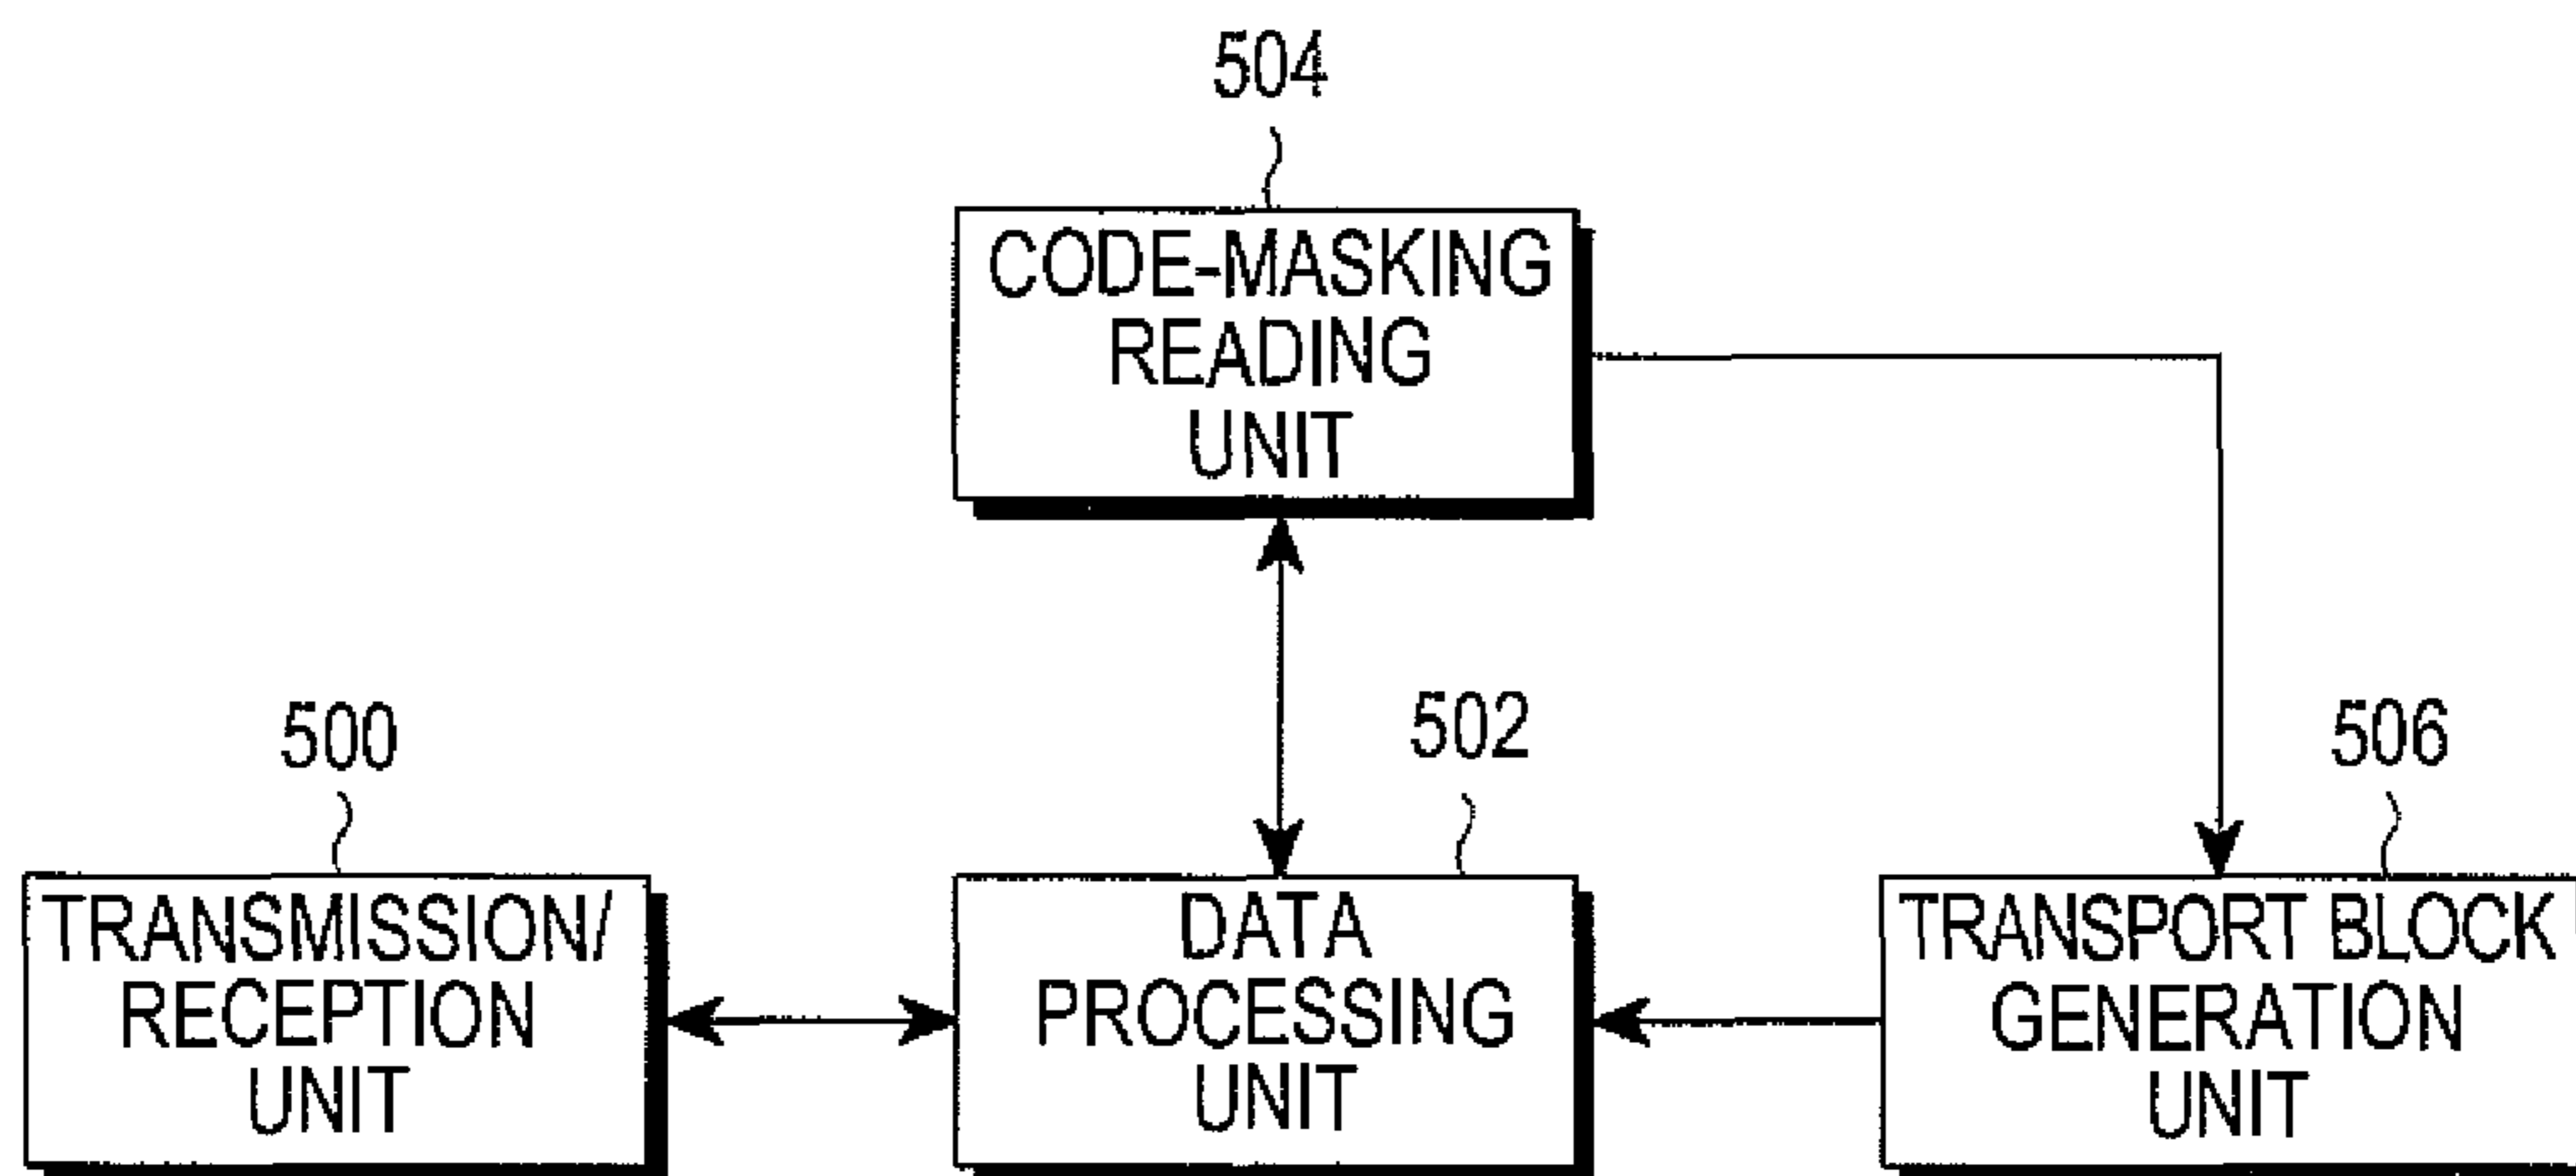 504
CODE-MASKING
READING
UNIT
500
502
506
TRANSMISSION/
RECEPTION
UNIT
DATA
PROCESSING
UNIT
TRANSPORT BLOCK
GENERATION
UNIT